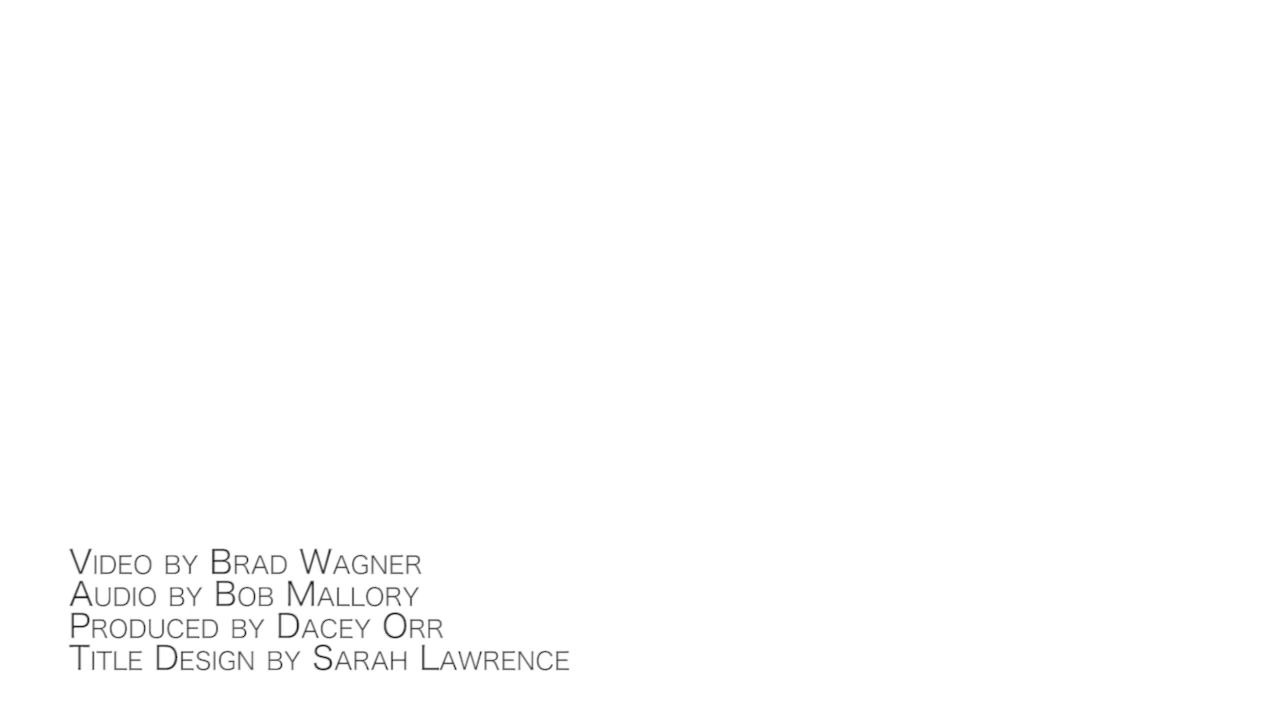 Video by Brad Wagner
Audio by Bob Mallory
Produced by Dacey Orr
Title Design by Sarah Lawrence